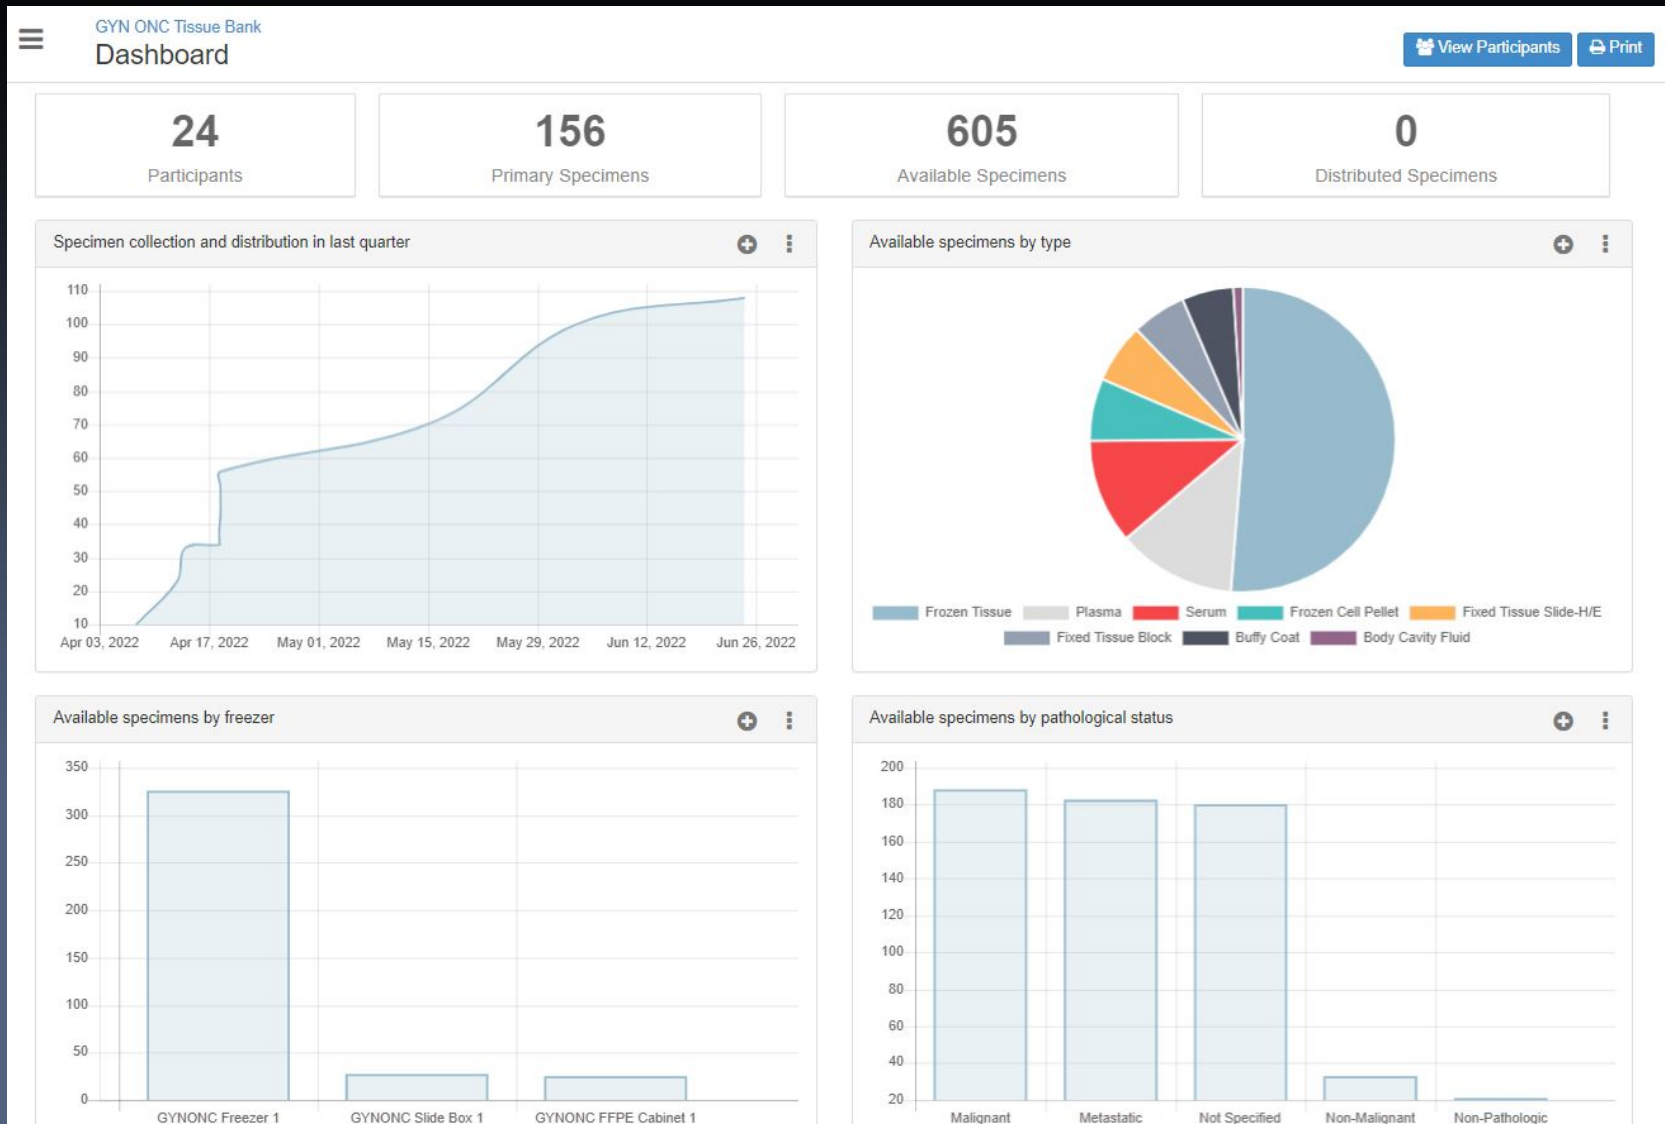 GYN ONC Tissue Bank
Dashboard
View Participants
Print
24
Participants
156
Primary Specimens
605
Available Specimens
0
Distributed Specimens
Specimen collection and distribution in last quarter
110
100
90
80
70
60
50
40
30
20
10
Apr 03, 2022 Apr 17, 2022 May 01, 2022 May 15, 2022 May 29, 2022 Jun 12, 2022 Jun 26, 2022
Available specimens by type
Frozen Tissue Plasma Serum Frozen Cell Pellet Fixed Tissue Slide-H/E
Fixed Tissue Block Buffy Coat Body Cavity Fluid
Available specimens by freezer
350
300
250
200
150
100
50
0
GYNONC Freezer 1 GYNONC Slide Box 1 GYNONC FFPE Cabinet 1
Available specimens by pathological status
200
180
160
140
120
100
80
60
40
20
Malignant Metastatic Not Specified Non-Malignant Non-Pathologic